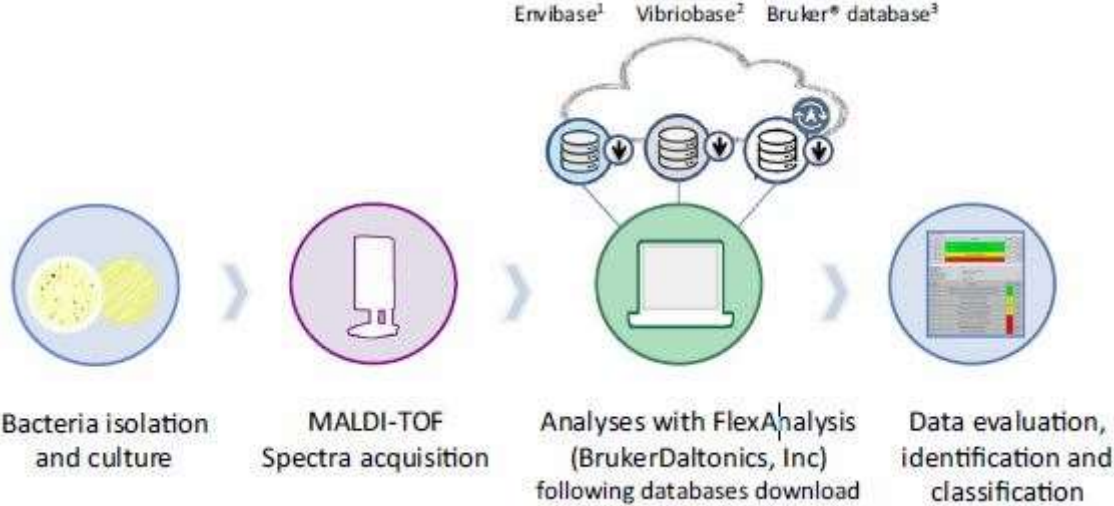 Envibase¹ Vibriobase² Bruker® database³
Bacteria isolation
and culture
MALDI-TOF
Spectra acquisition
Analyses with FlexAnalysis
(BrukerDaltonics, Inc)
following databases download
Data evaluation,
identification and
classification